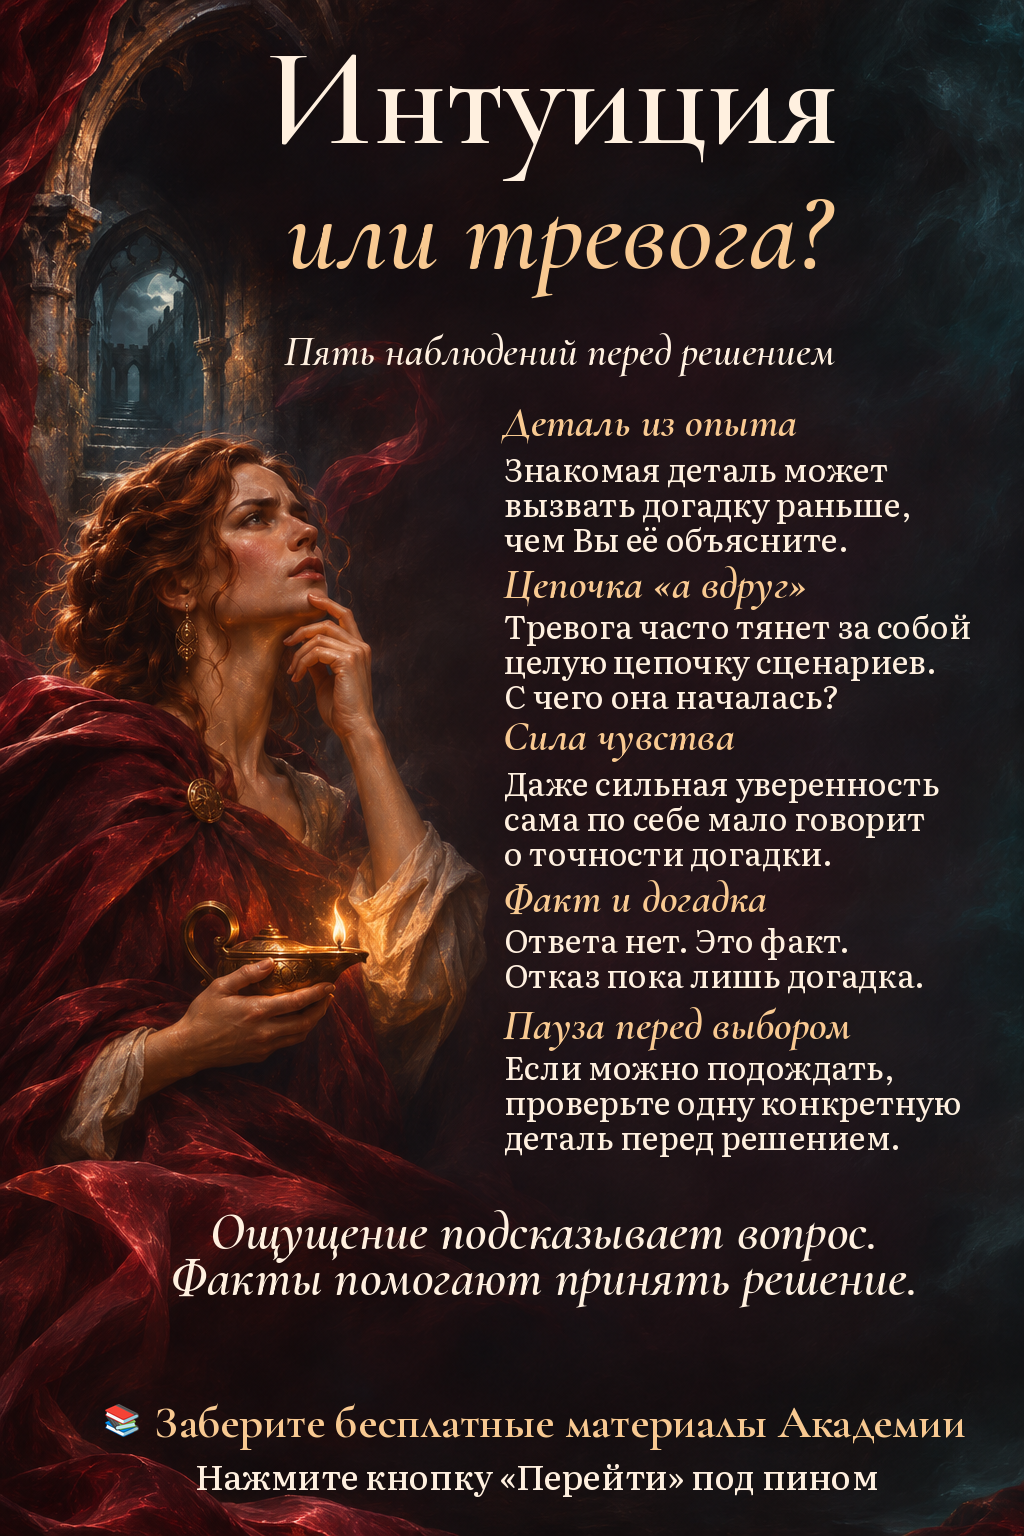 Интуиция
или тревога?
Пять наблюдений перед решением
Деталь из опыта
Знакомая деталь может
вызвать догадку раньше,
чем Вы её объясните.
Цепочка «а вдруг»
Тревога часто тянет за собой
целую цепочку сценариев.
С чего она началась?
Сила чувства
Даже сильная уверенность
сама по себе мало говорит
о точности догадки.
Факт и догадка
Ответа нет. Это факт.
Отказ пока лишь догадка.
Пауза перед выбором
Если можно подождать,
проверьте одну конкретную
деталь перед решением.
Ощущение подсказывает вопрос.
Факты помогают принять решение.
📚 Заберите бесплатные материалы Академии
Нажмите кнопку «Перейти» под пином